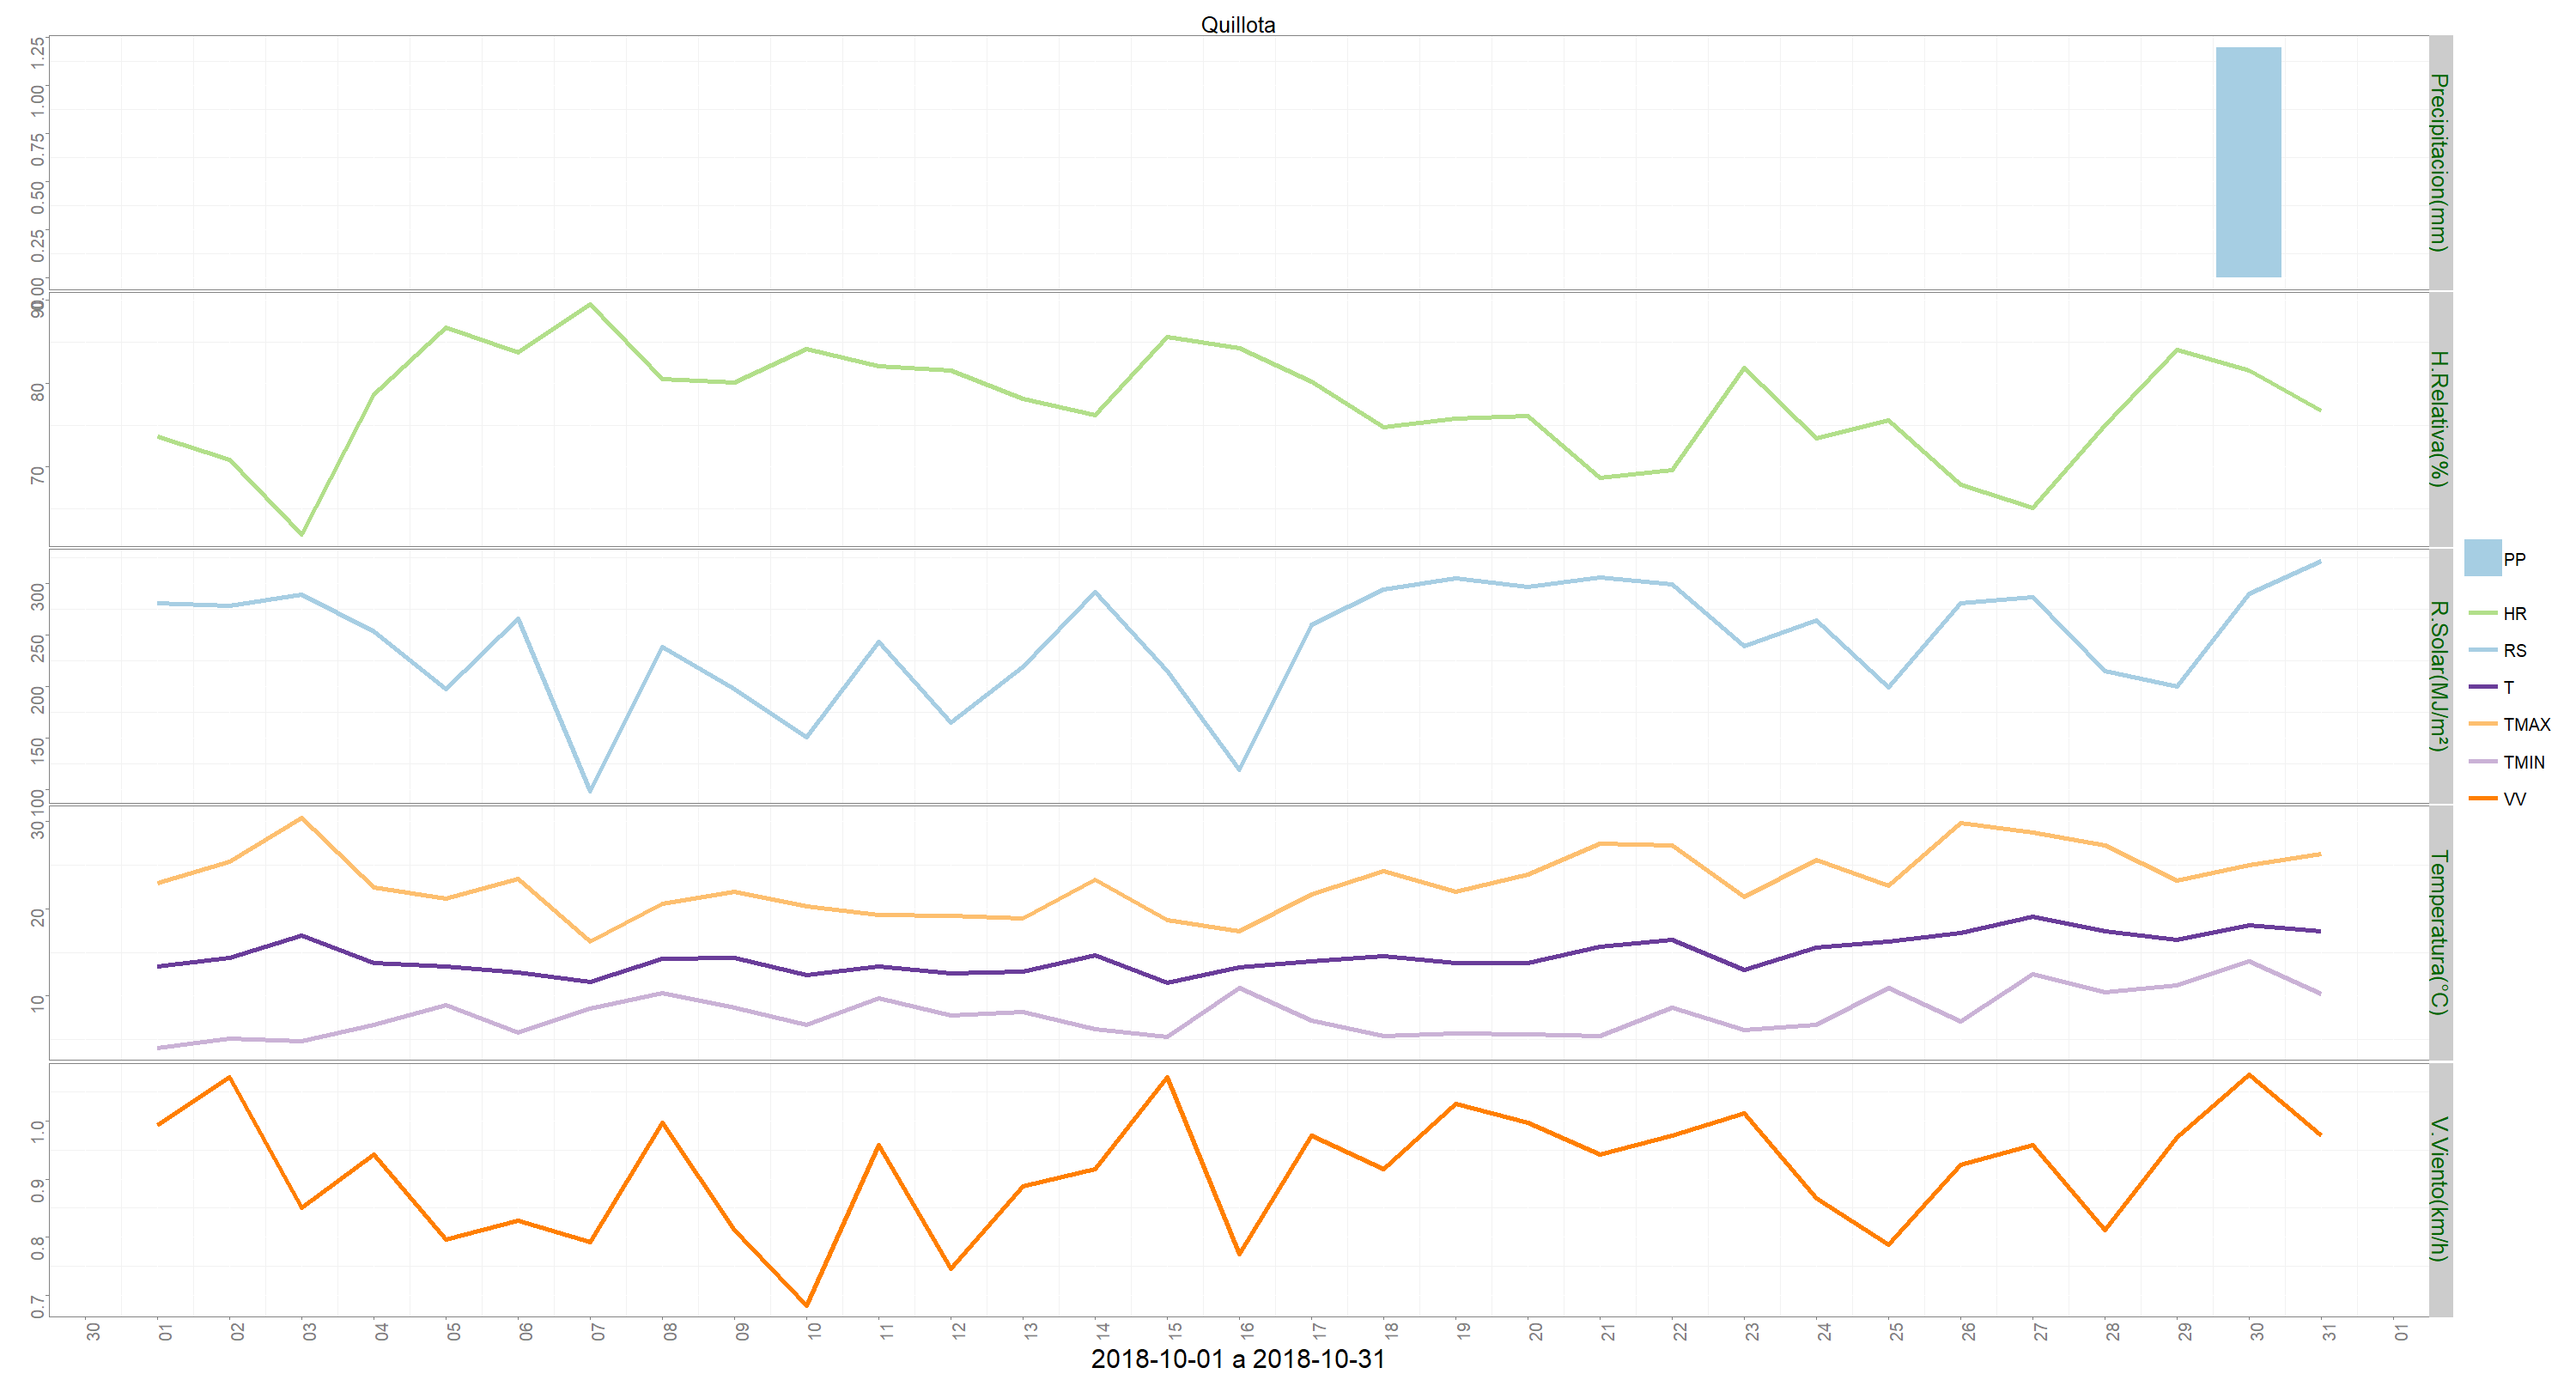 Quillota
1.25
1.00
0.75
0.50
0.25
0.00
Precipitacion(mm)
90
80
70
H.Relativa(%)
300
250
200
150
100
R.Solar(MJ/m²)
30
20
10
Temperatura(°C)
1.0
0.9
0.8
0.7
V.Viento(km/h)
30 01 02 03 04 05 06 07 08 09 10 11 12 13 14 15 16 17 18 19 20 21 22 23 24 25 26 27 28 29 30 31 01
2018-10-01 a 2018-10-31
PP
HR
RS
T
TMAX
TMIN
VV